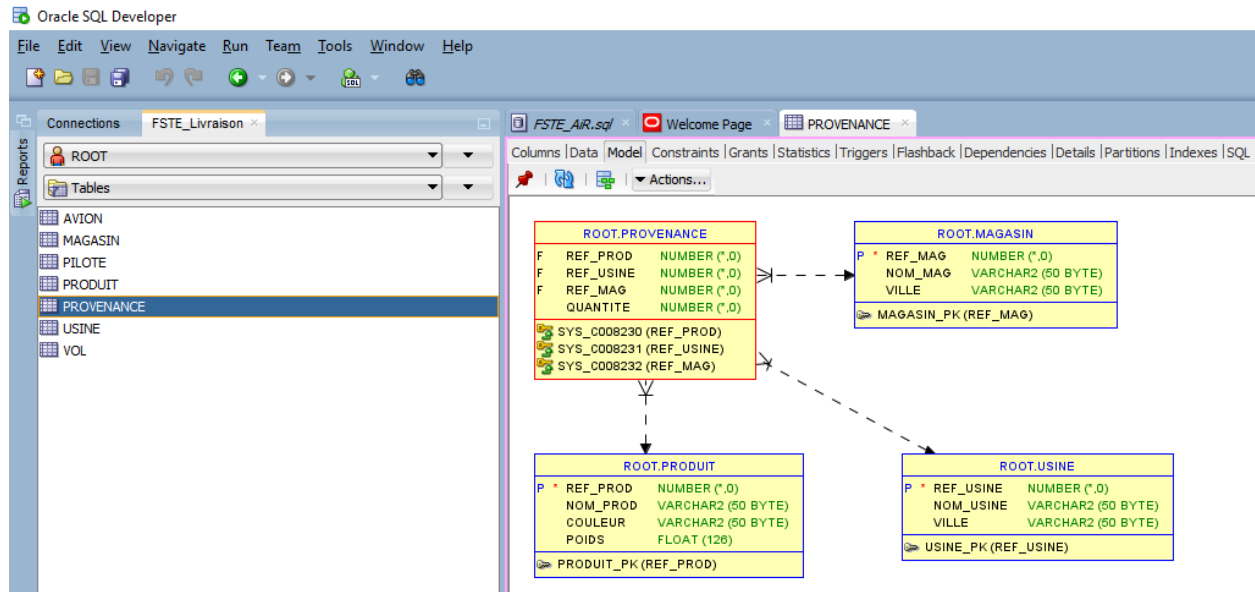 Oracle SQL Developer
File Edit View Navigate Run Team Tools Window Help
SQL
Reports
Connections FSTE_Livraison ×
ROOT
Tables
AVION
MAGASIN
PILOTE
PRODUIT
PROVENANCE
USINE
VOL
FSTE_AiR.sql × Welcome Page × PROVENANCE ×
Columns |Data |Model |Constraints |Grants |Statistics |Triggers |Flashback |Dependencies |Details |Partitions |Indexes |SQL
Actions...
ROOT.PROVENANCE
F REF_PROD NUMBER (*,0)
F REF_USINE NUMBER (*,0)
F REF_MAG NUMBER (*,0)
QUANTITE NUMBER (*,0)
SYS_C008230 (REF_PROD)
SYS_C008231 (REF_USINE)
SYS_C008232 (REF_MAG)
ROOT.MAGASIN
P * REF_MAG NUMBER (*,0)
NOM_MAG VARCHAR2 (50 BYTE)
VILLE VARCHAR2 (50 BYTE)
MAGASIN_PK (REF_MAG)
ROOT.PRODUIT
P * REF_PROD NUMBER (*,0)
NOM_PROD VARCHAR2 (50 BYTE)
COULEUR VARCHAR2 (50 BYTE)
POIDS FLOAT (126)
PRODUIT_PK (REF_PROD)
ROOT.USINE
P * REF_USINE NUMBER (*,0)
NOM_USINE VARCHAR2 (50 BYTE)
VILLE VARCHAR2 (50 BYTE)
USINE_PK (REF_USINE)